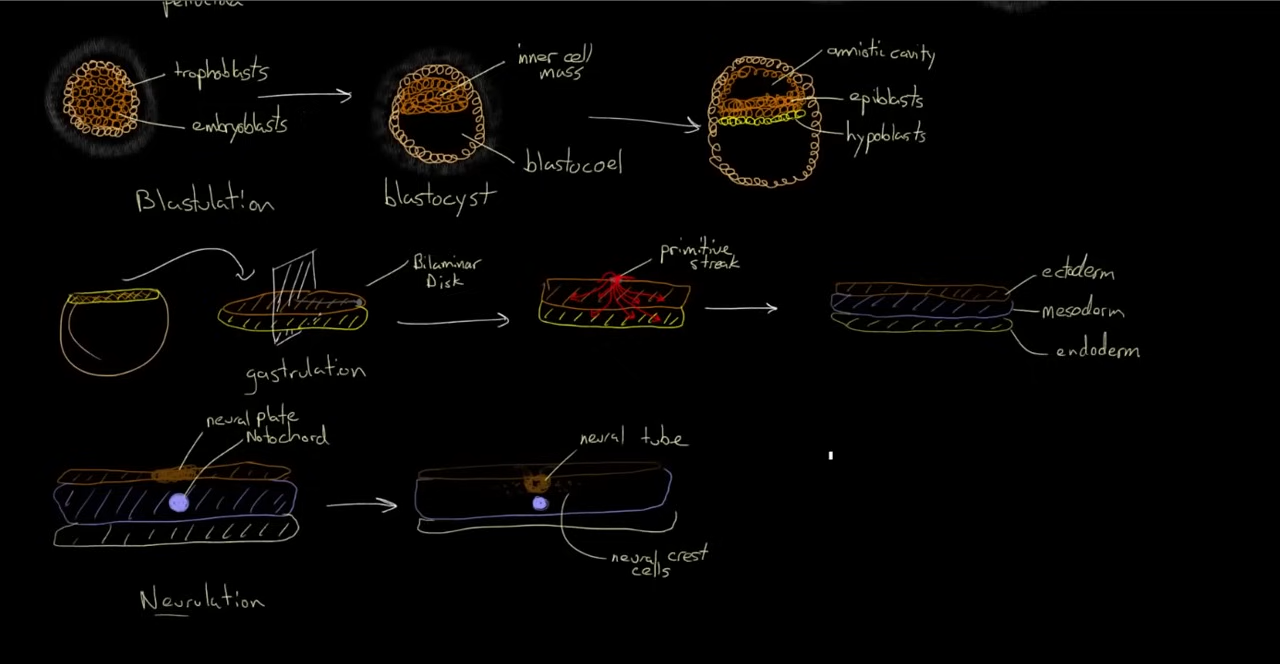 pellucida
trophoblasts
embryoblasts
inner cell
mass
blastocoel
amniotic cavity
epiblasts
hypoblasts
Blastulation
blastocyst
Bilaminar
Disk
primitive
streak
ectoderm
mesoderm
endoderm
gastrulation
neural plate
Notochord
neural tube
neural crest
cells
Neurulation